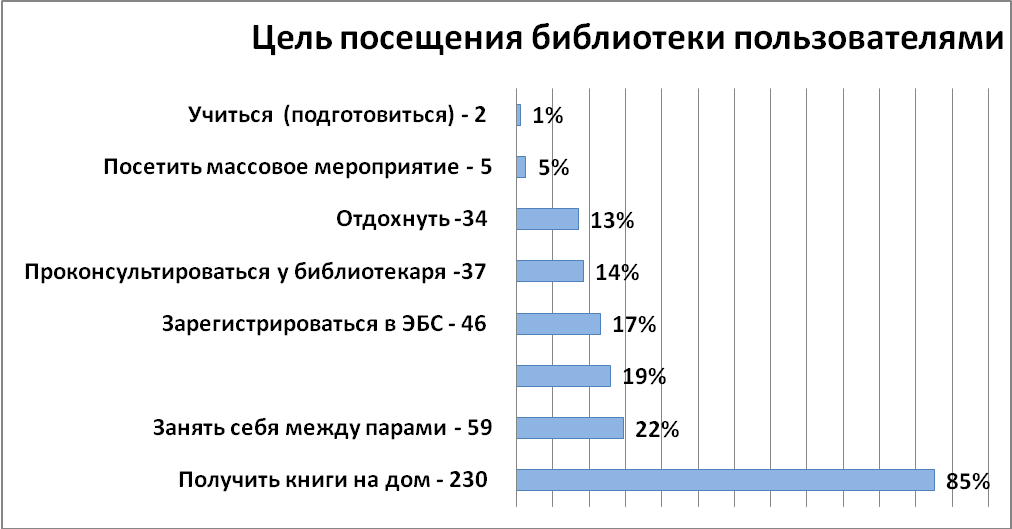 Цель посещения библиотеки пользователями
Учиться (подготовиться) - 2 1%
Посетить массовое мероприятие - 5 5%
Отдохнуть -34 13%
Проконсультироваться у библиотекаря -37 14%
Зарегистрироваться в ЭБС - 46 17%
19%
Занять себя между парами - 59 22%
Получить книги на дом - 230 85%